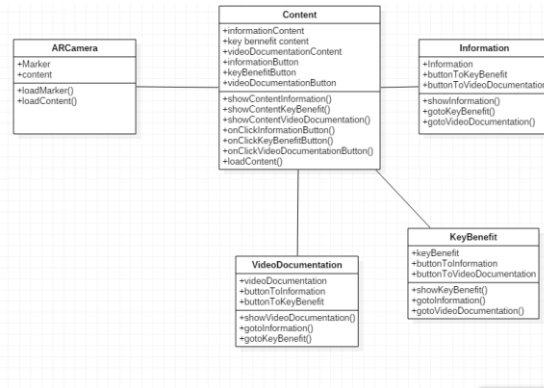 Content
+informationContent
+key bennefit content
+videoDocumentationContent
+informationButton
+keyBenefitButton
+videoDocumentationButton
+showContentInformation()
+showContentKeyBenefit()
+showContentVideoDocumentation()
+onClickInformationButton()
+onClickKeyBenefitButton()
+onClickVideoDocumentationButton()
+loadContent()
ARCamera
+Marker
+content
+loadMarker()
+loadContent()
Information
+Information
+buttonToKeyBenefit
+buttonToVideoDocumentation
+showInformation()
+gotoKeyBenefit()
+gotoVideoDocumentation()
VideoDocumentation
+videoDocumentation
+buttonToInformation
+buttonToKeyBenefit
+showVideoDocumentation()
+gotoInformation()
+gotoKeyBenefit()
KeyBenefit
+keyBenefit
+buttonToInformation
+buttonToVideoDocumentation
+showKeyBenefit()
+gotoInformation()
+gotoVideoDocumentation()